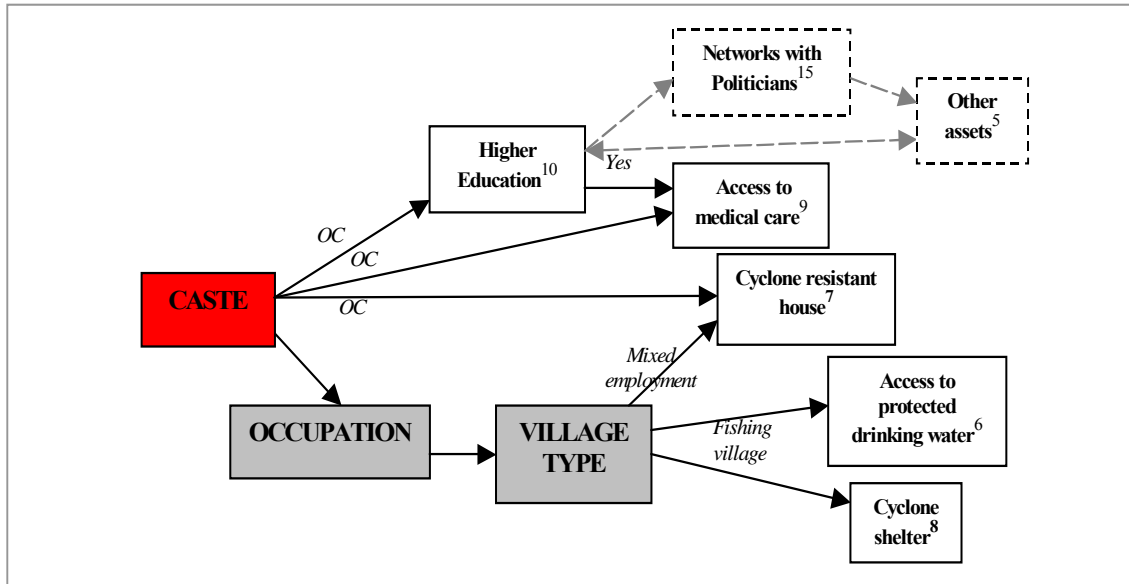 Networks with
Politicians15
Other
assets5
Higher
Education10
Yes
Access to
medical care9
OC
OC
CASTE
OC
Cyclone resistant
house7
Mixed
employment
Access to
protected
drinking water6
OCCUPATION
VILLAGE
TYPE
Fishing
village
Cyclone
shelter8